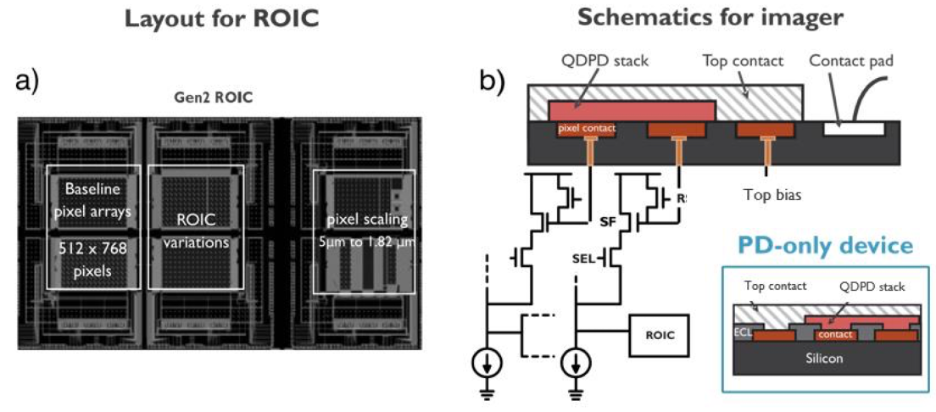 Layout for ROIC
Schematics for imager
a)
Gen2 ROIC
Baseline
pixel arrays
512 x 768
pixels
ROIC
variations
pixel scaling
5µm to 1.82 µm
b)
QDPD stack
Top contact
Contact pad
pixel contact
Top bias
SF
SEL
ROIC
PD-only device
Top contact
QDPD stack
ECL
contact
Silicon